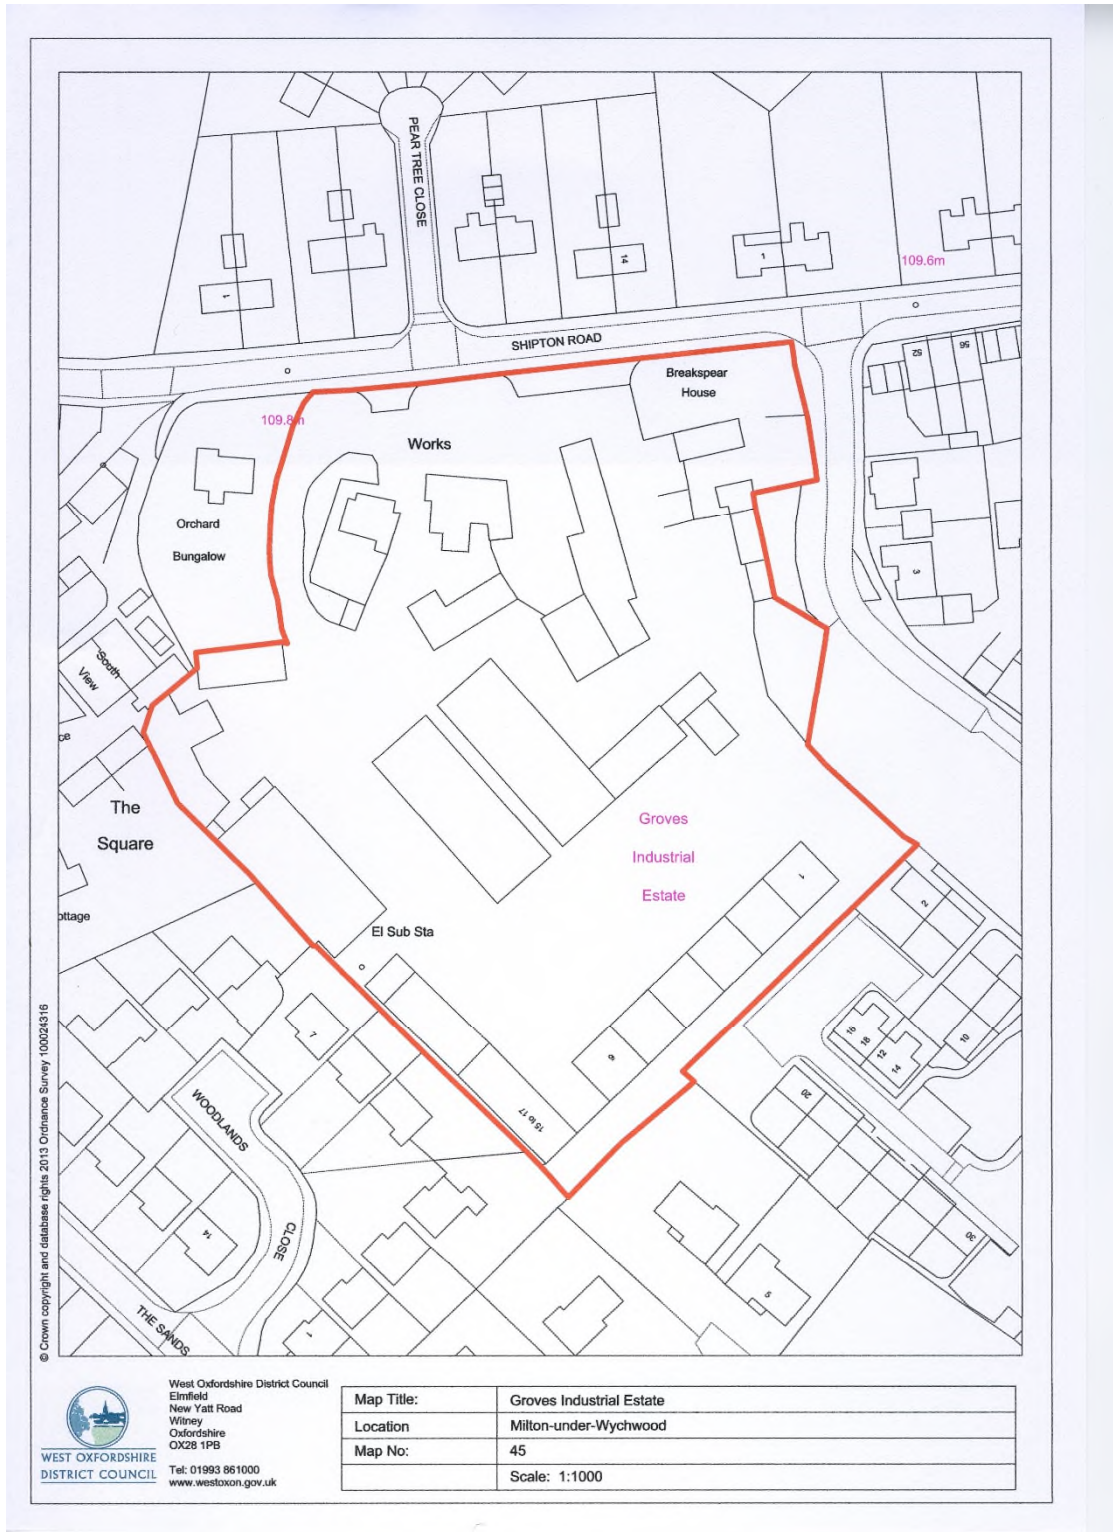 PEAR TREE CLOSE
14
1
1
109.6m
SHIPTON ROAD
52
56
Breakspear
House
109.8m
Works
Orchard
Bungalow
3
South
View
ce
The
Square
Groves
Industrial
Estate
1
2
ottage
El Sub Sta
7
9
16
18
12
14
10
20
15 to 17
WOODLANDS
CLOSE
14
30
5
THE SANDS
1
© Crown copyright and database rights 2013 Ordnance Survey 100024316
WEST OXFORDSHIRE
DISTRICT COUNCIL
West Oxfordshire District Council
Elmfield
New Yatt Road
Witney
Oxfordshire
OX28 1PB
Tel: 01993 861000
www.westoxon.gov.uk
Map Title: Groves Industrial Estate
Location Milton-under-Wychwood
Map No: 45
Scale: 1:1000